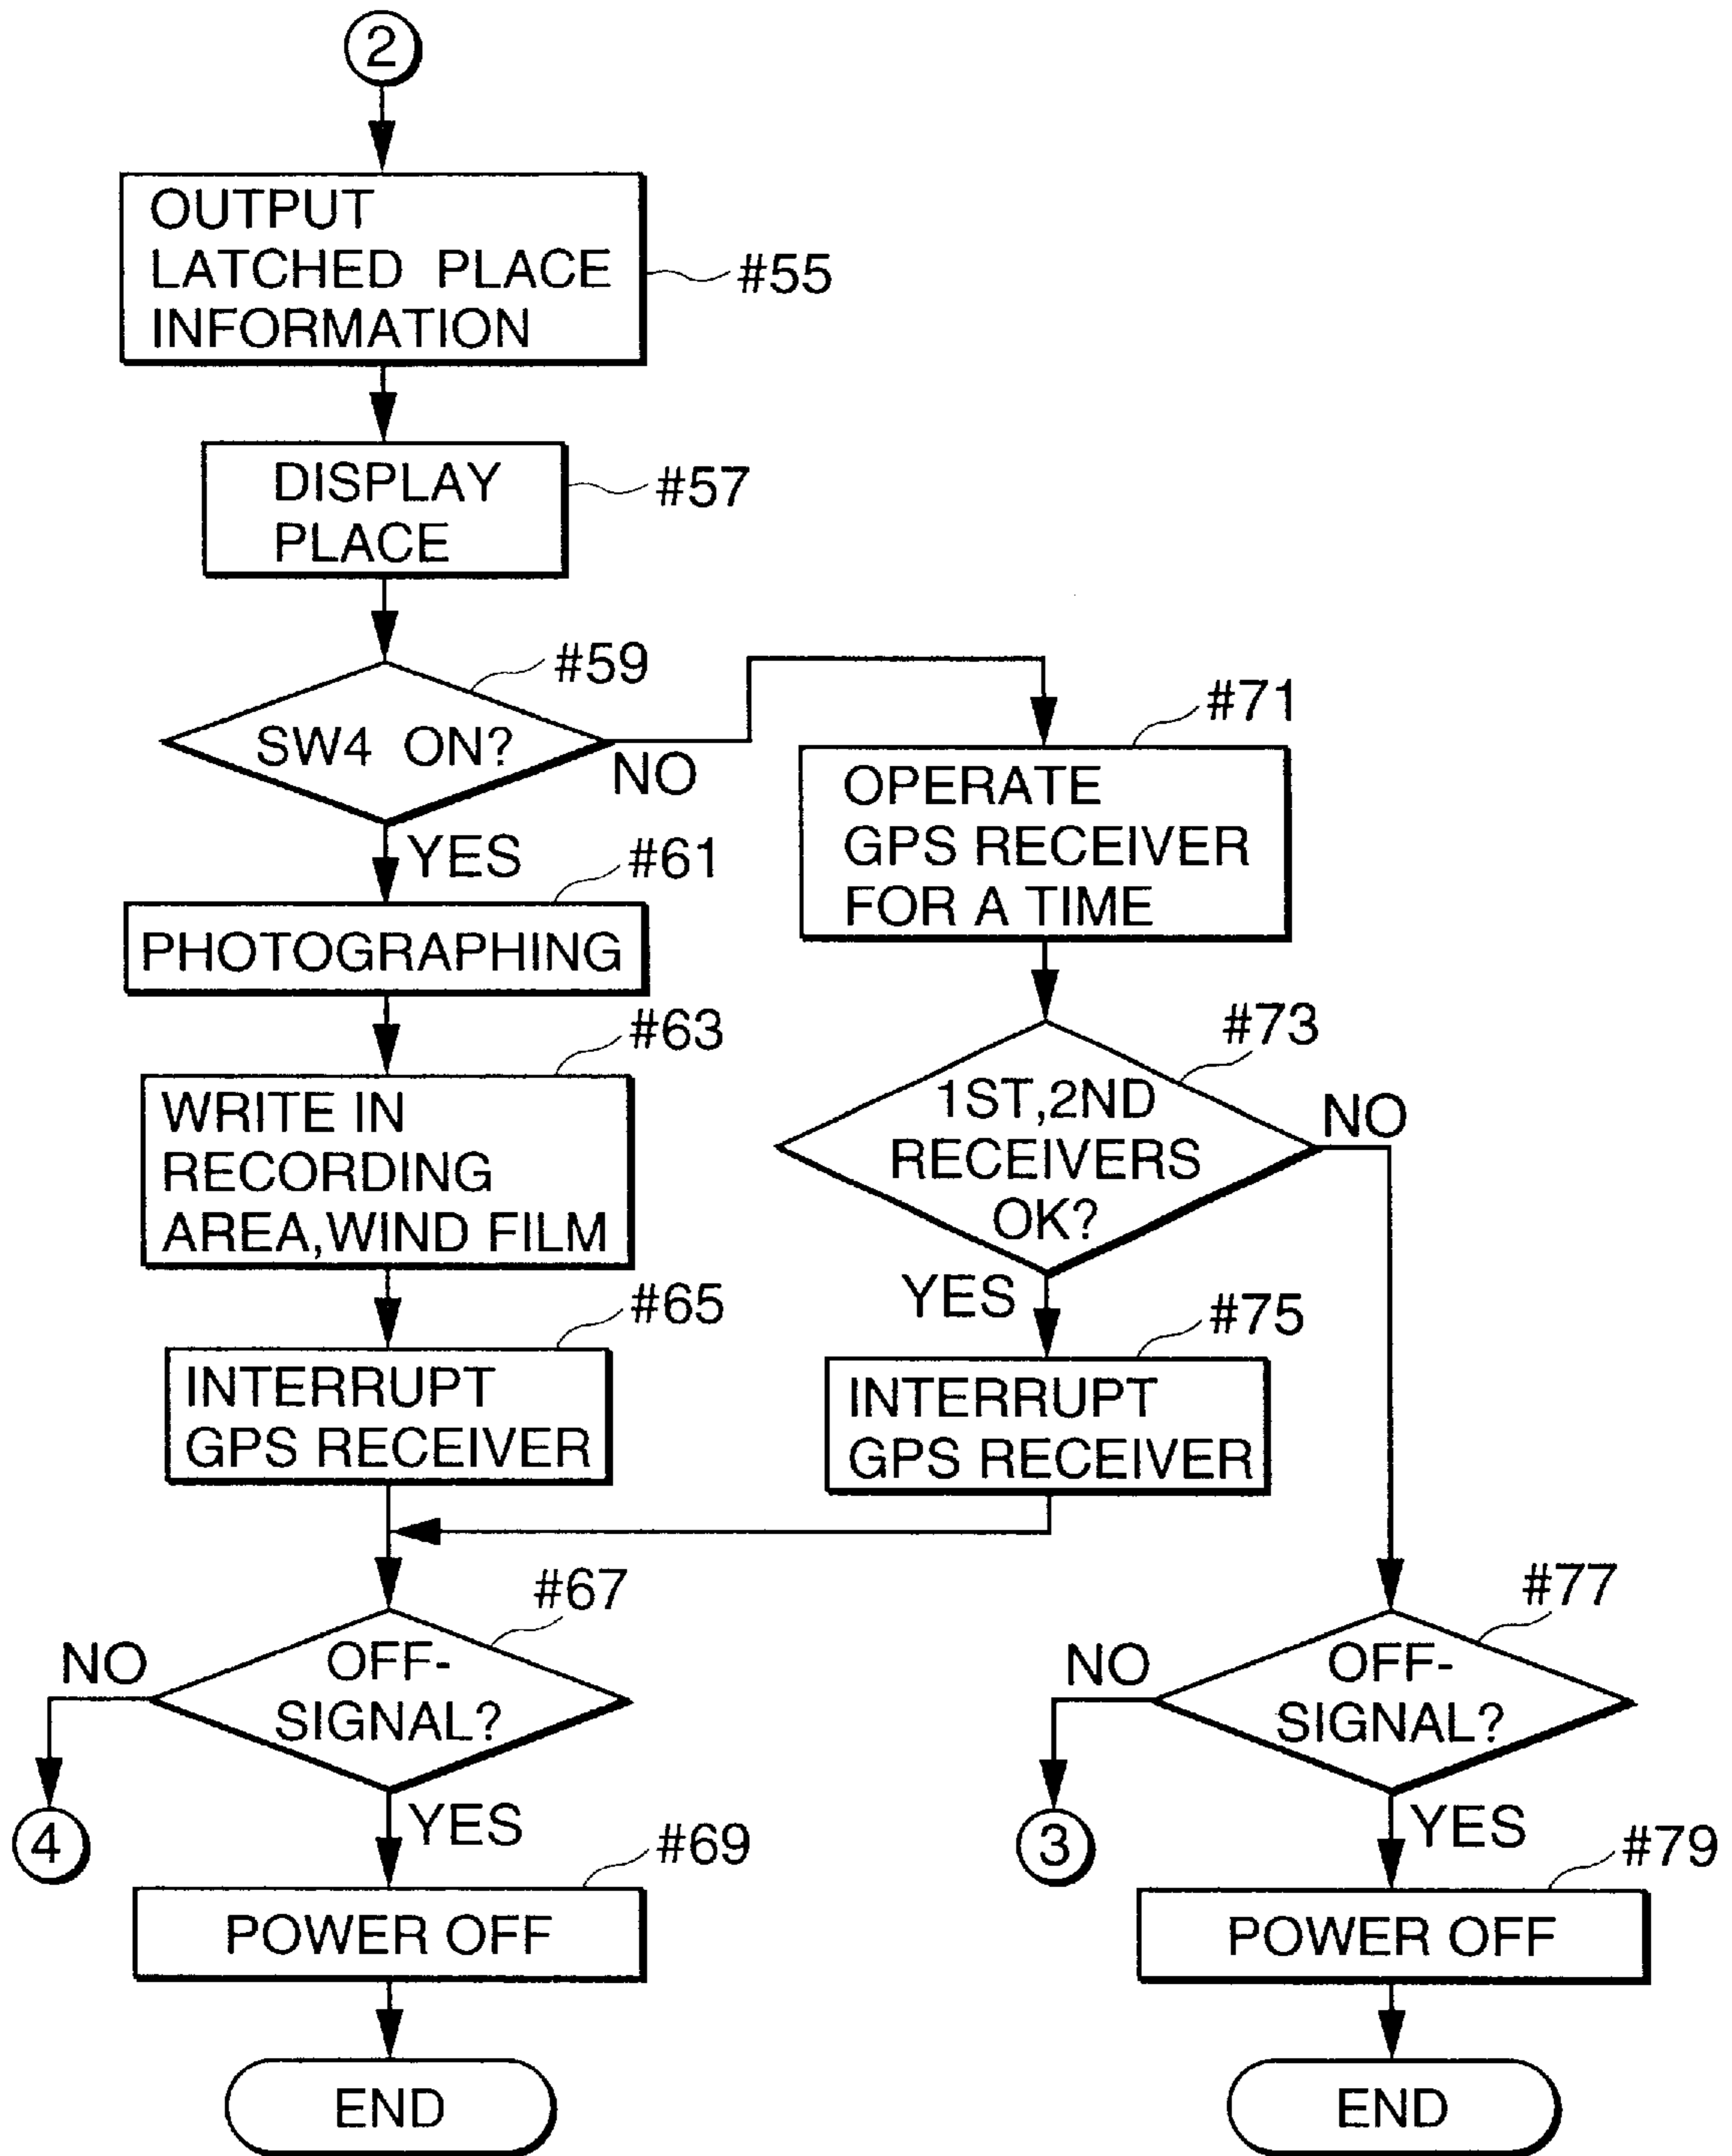 2
OUTPUT
LATCHED PLACE
INFORMATION
#55
DISPLAY
PLACE
#57
#59
SW4 ON?
NO
YES
#61
PHOTOGRAPHING
#63
WRITE IN
RECORDING
AREA,WIND FILM
#65
INTERRUPT
GPS RECEIVER
#67
OFF-
SIGNAL?
NO
4
YES
#69
POWER OFF
END
#71
OPERATE
GPS RECEIVER
FOR A TIME
#73
1ST,2ND
RECEIVERS
OK?
NO
YES
#75
INTERRUPT
GPS RECEIVER
#77
OFF-
SIGNAL?
NO
3
YES
#79
POWER OFF
END